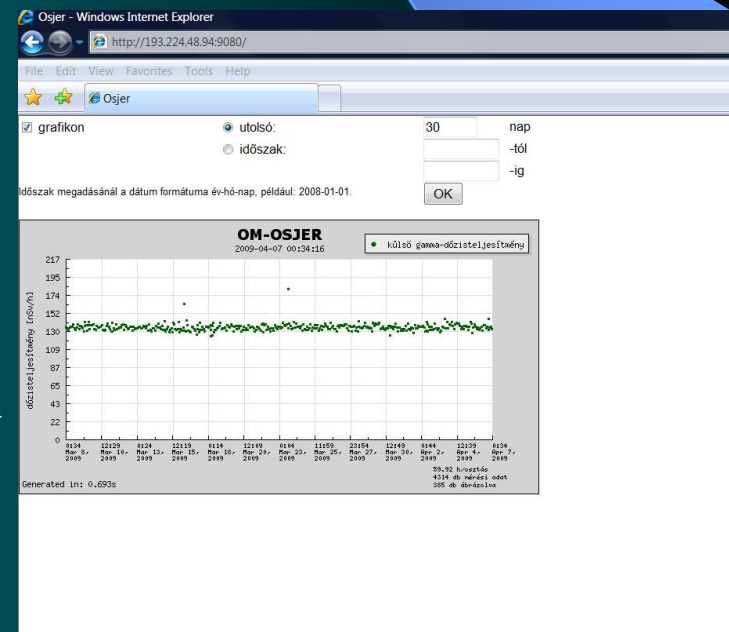 Osjer - Windows Internet Explorer
http://193.224.48.94:9080/
File Edit View Favorites Tools Help
Osjer
grafikon utolsó: 30 nap
időszak: -tól
-ig
Időszak megadásánál a dátum formátuma év-hó-nap, például: 2008-01-01. OK
OM-OSJER
2009-04-07 00:34:16
külsö gamma-dózisteljesítmény
dózisteljesítmény [nSv/h]
217
195
174
152
130
109
87
65
43
22
0
0:34 12:29 0:24 12:19 0:14 12:09 0:04 11:59 23:54 12:49 0:44 12:39 0:34
Mar 8, Mar 10, Mar 13, Mar 15, Mar 18, Mar 20, Mar 23, Mar 25, Mar 27, Mar 30, Apr 2, Apr 4, Apr 7,
2009 2009 2009 2009 2009 2009 2009 2009 2009 2009 2009 2009 2009
59.92 h/osztás
4314 db mérési adat
385 db ábrázolva
Generated in: 0.693s